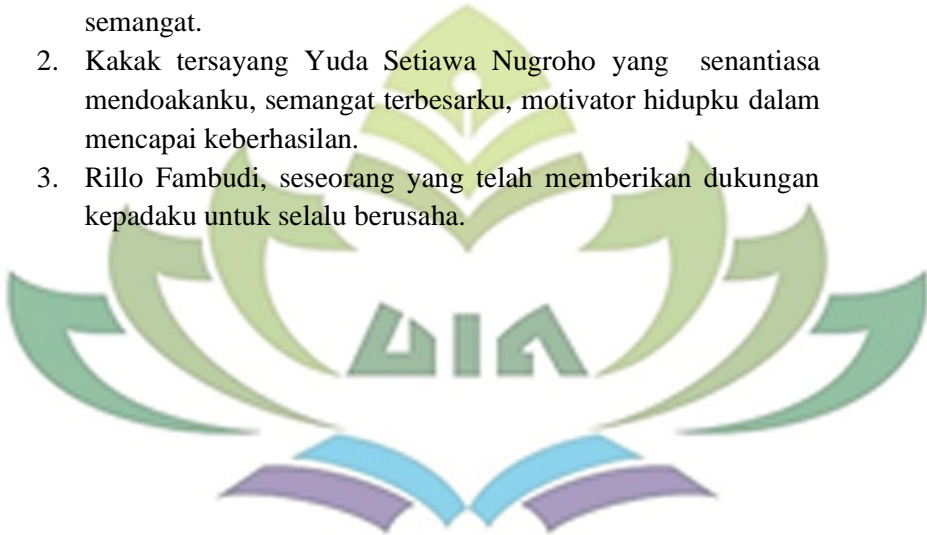 semangat.
2. Kakak tersayang Yuda Setiawa Nugroho yang senantiasa
mendoakanku, semangat terbesarku, motivator hidupku dalam
mencapai keberhasilan.
3. Rillo Fambudi, seseorang yang telah memberikan dukungan
kepadaku untuk selalu berusaha.
UIN